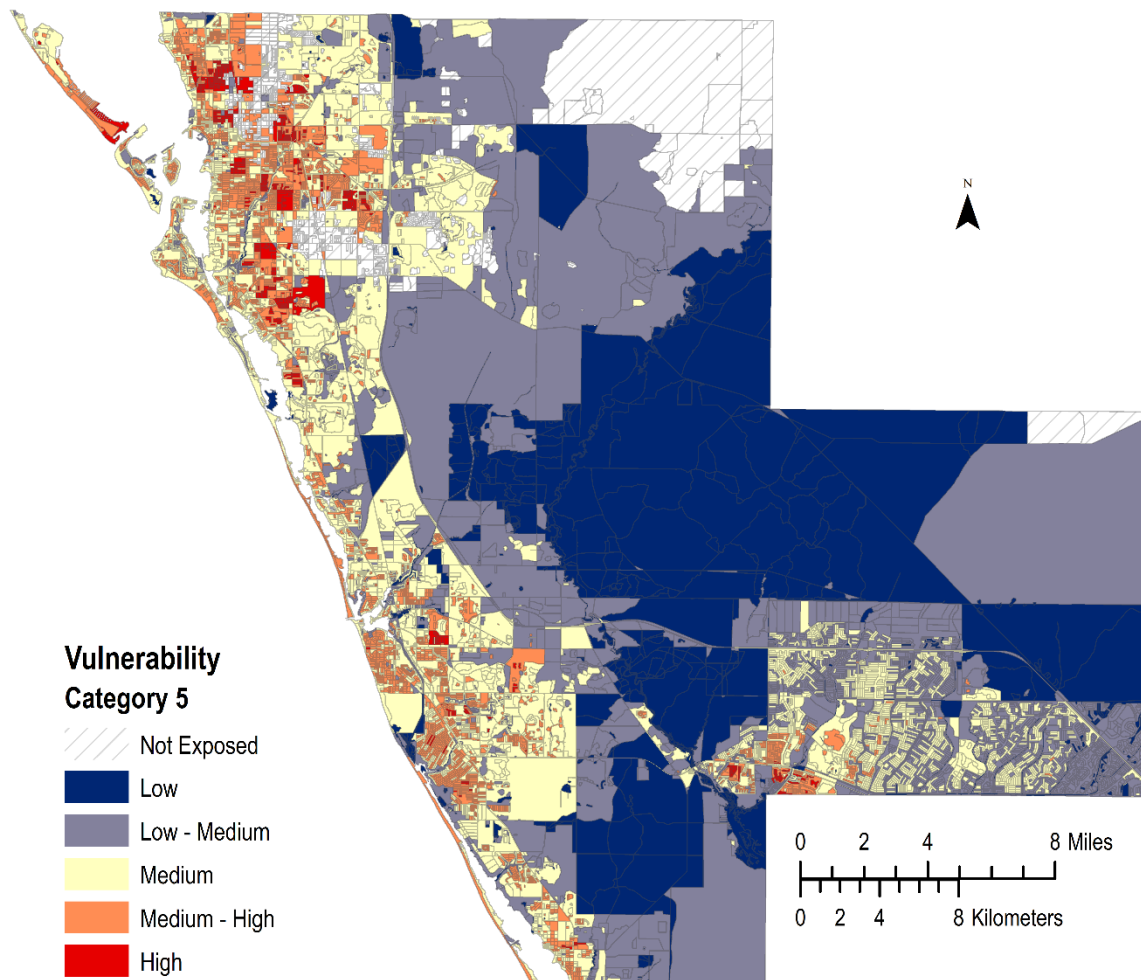 N
Vulnerability
Category 5
Not Exposed
Low
Low - Medium
Medium
Medium - High
High
0 2 4 8 Miles
0 2 4 8 Kilometers